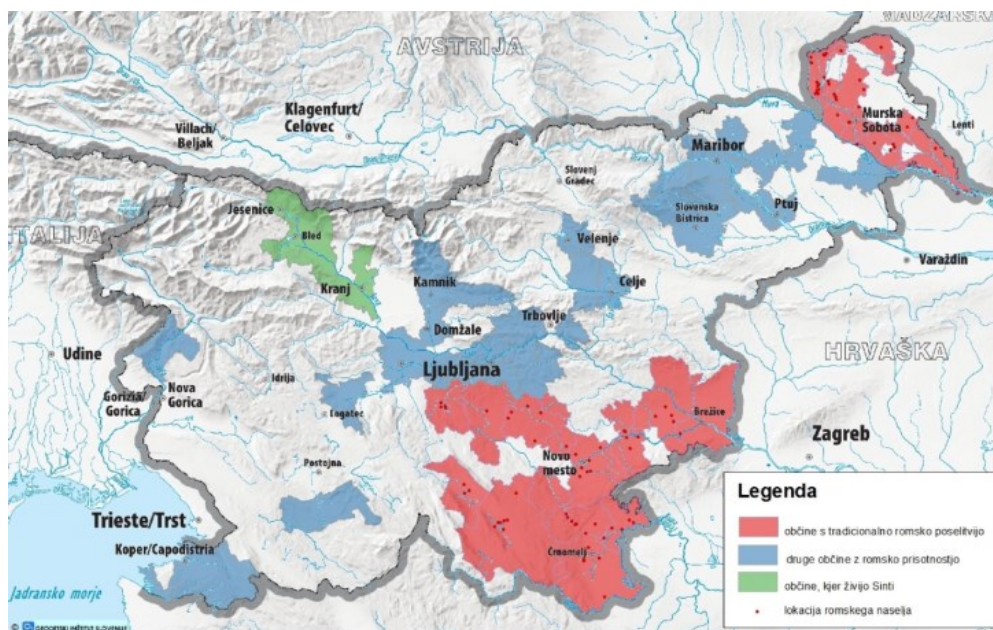 MADŽARSKA
AVSTRIJA
Klagenfurt/
Celovec
Villach/
Beljak
Mura
Murska
Sobota
Lenti
Maribor
Slovenj
Gradec
Jesenice
Bled
Slovenska
Bistrica
Ptuj
ITALIJA
Velenje
Varaždin
Kranj
Kamnik
Celje
Trbovlje
Domžale
HRVAŠKA
Udine
Ljubljana
Idrija
Nova
Gorica
Gorizia/
Gorica
Logatec
Brežice
Zagreb
Novo
mesto
Postojna
Legenda
Trieste/Trst
občine s tradicionalno romsko poselitvijo
Koper/Capodistria
Črnomelj
druge občine z romsko prisotnostjo
občine, kjer živijo Sinti
Jadransko morje
lokacija romskega naselja